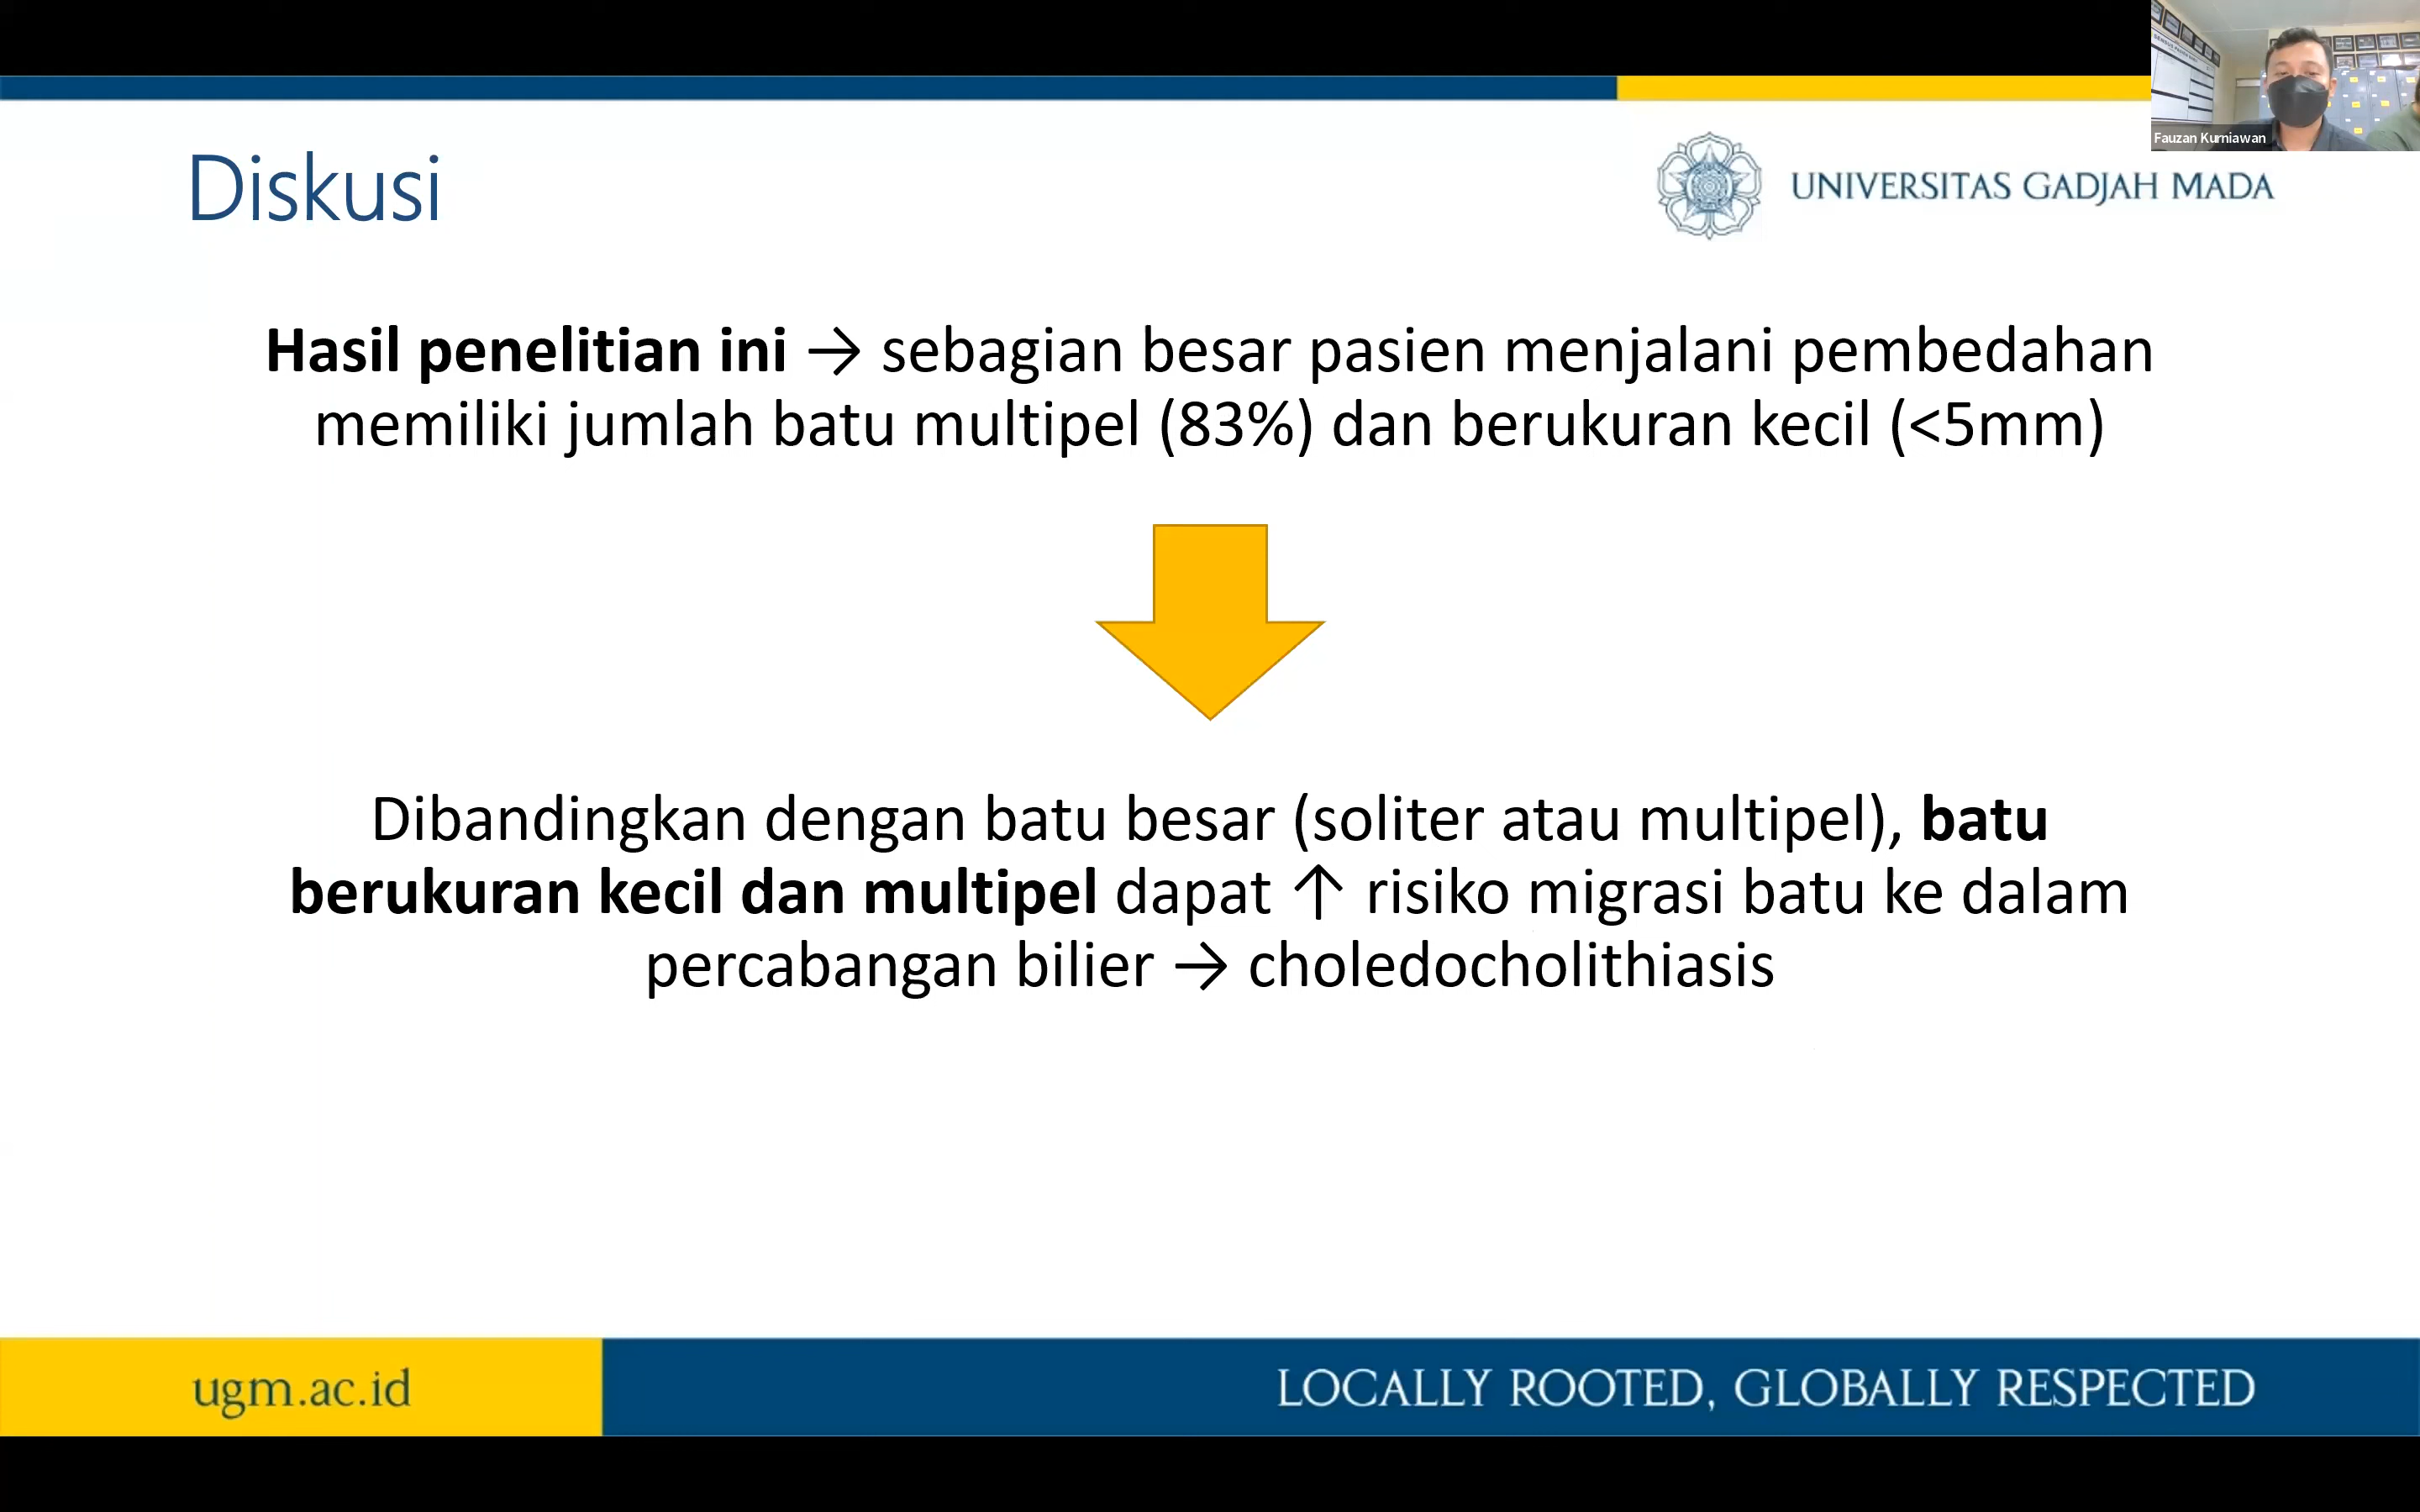 Fauzan Kurniawan
Diskusi
UNIVERSITAS GADJAH MADA
Hasil penelitian ini → sebagian besar pasien menjalani pembedahan
memiliki jumlah batu multipel (83%) dan berukuran kecil (<5mm)
Dibandingkan dengan batu besar (soliter atau multipel), batu
berukuran kecil dan multipel dapat ↑ risiko migrasi batu ke dalam
percabangan bilier → choledocholithiasis
ugm.ac.id
LOCALLY ROOTED, GLOBALLY RESPECTED